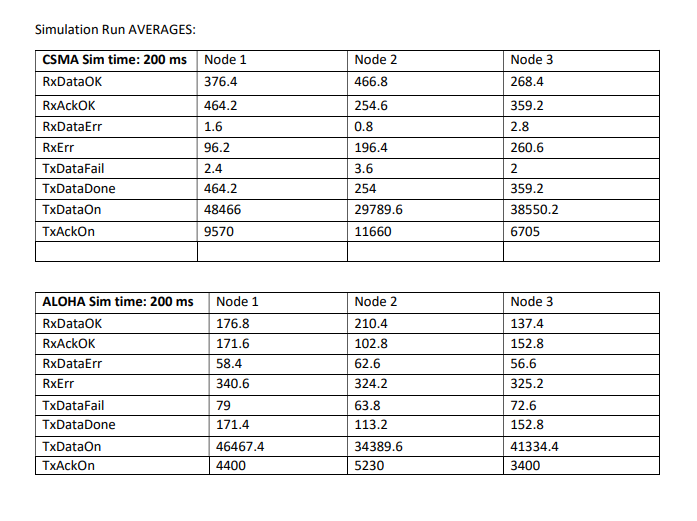 Simulation Run AVERAGES:
CSMA Sim time: 200 ms Node 1 Node 2 Node 3
RxDataOK 376.4 466.8 268.4
RxAckOK 464.2 254.6 359.2
RxDataErr 1.6 0.8 2.8
RxErr 96.2 196.4 260.6
TxDataFail 2.4 3.6 2
TxDataDone 464.2 254 359.2
TxDataOn 48466 29789.6 38550.2
TxAckOn 9570 11660 6705
ALOHA Sim time: 200 ms Node 1 Node 2 Node 3
RxDataOK 176.8 210.4 137.4
RxAckOK 171.6 102.8 152.8
RxDataErr 58.4 62.6 56.6
RxErr 340.6 324.2 325.2
TxDataFail 79 63.8 72.6
TxDataDone 171.4 113.2 152.8
TxDataOn 46467.4 34389.6 41334.4
TxAckOn 4400 5230 3400